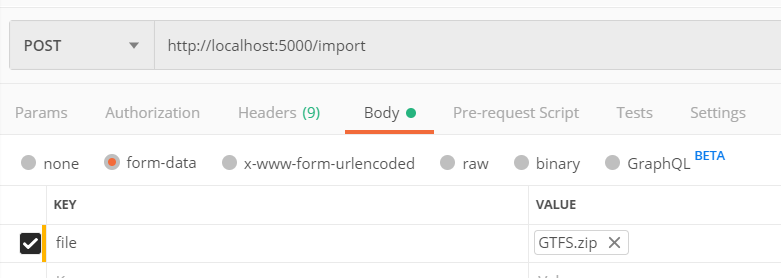 POST http://localhost:5000/import
Params Authorization Headers (9) Body Pre-request Script Tests Settings
none form-data x-www-form-urlencoded raw binary GraphQL BETA
KEY VALUE
file GTFS.zip